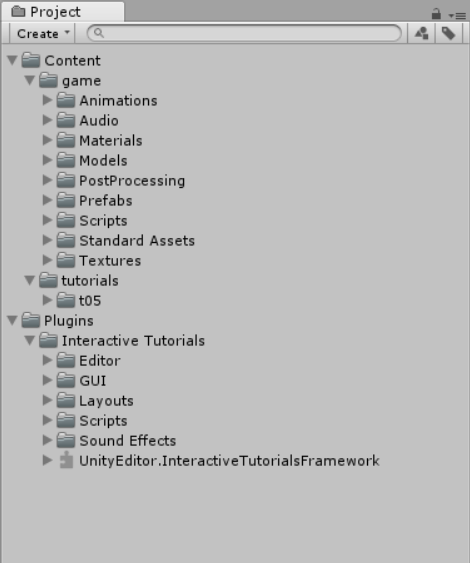 Project
Create
Content
game
Animations
Audio
Materials
Models
PostProcessing
Prefabs
Scripts
Standard Assets
Textures
tutorials
t05
Plugins
Interactive Tutorials
Editor
GUI
Layouts
Scripts
Sound Effects
UnityEditor.InteractiveTutorialsFramework